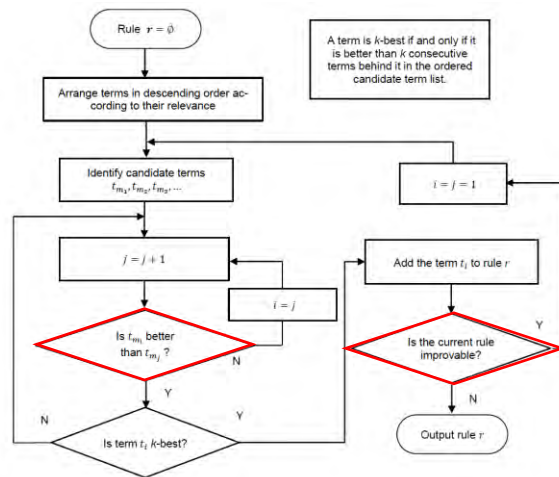 Rule r = ∅
A term is k-best if and only if it
is better than k consecutive
terms behind it in the ordered
candidate term list.
Arrange terms in descending order ac-
cording to their relevance
Identify candidate terms
t_{m_1}, t_{m_2}, t_{m_3}, ...
i = j = 1
j = j + 1
Add the term t_i to rule r
i = j
Is t_{m_i} better
than t_{m_j} ?
N
Is the current rule
improvable?
Y
Y
N
N
Is term t_i k-best?
Y
Output rule r